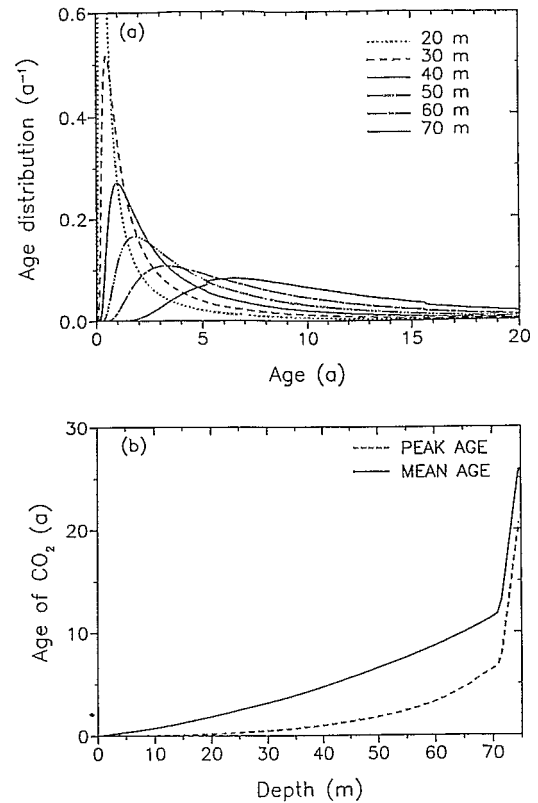 (a)
20 m
30 m
40 m
50 m
60 m
70 m
Age distribution (a⁻¹)
0.6
0.4
0.2
0.0
0 5 10 15 20
Age (a)
(b)
PEAK AGE
MEAN AGE
Age of CO₂ (a)
30
20
10
0
0 10 20 30 40 50 60 70
Depth (m)